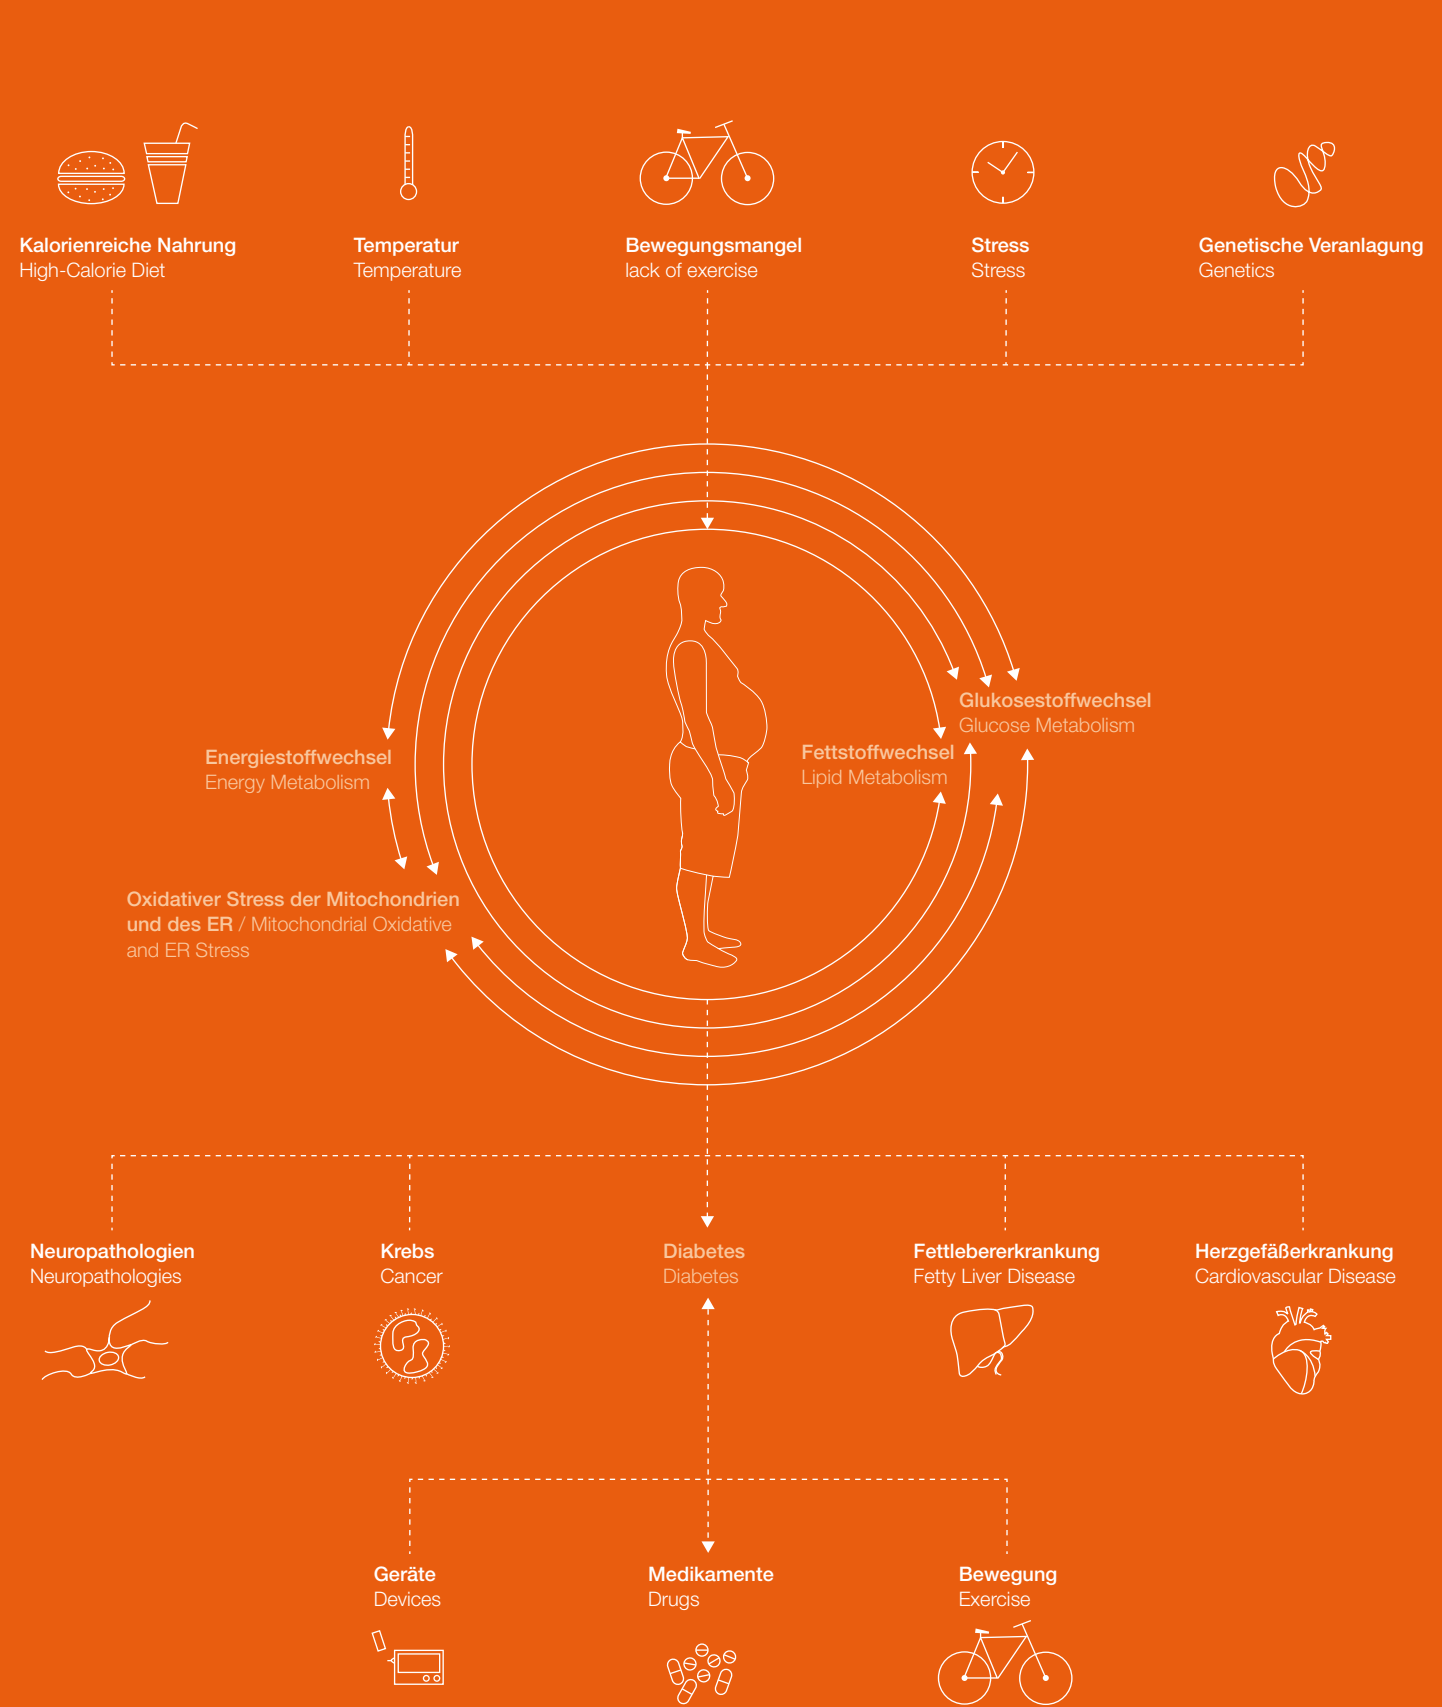 Kalorienreiche Nahrung
High-Calorie Diet
Temperatur
Temperature
Bewegungsmangel
lack of exercise
Stress
Stress
Genetische Veranlagung
Genetics
Glukosestoffwechsel
Glucose Metabolism
Energiestoffwechsel
Energy Metabolism
Fettstoffwechsel
Lipid Metabolism
Oxidativer Stress der Mitochondrien
und des ER / Mitochondrial Oxidative
and ER Stress
Neuropathologien
Neuropathologies
Krebs
Cancer
Diabetes
Diabetes
Fettlebererkrankung
Fetty Liver Disease
Herzgefäßerkrankung
Cardiovascular Disease
Geräte
Devices
Medikamente
Drugs
Bewegung
Exercise